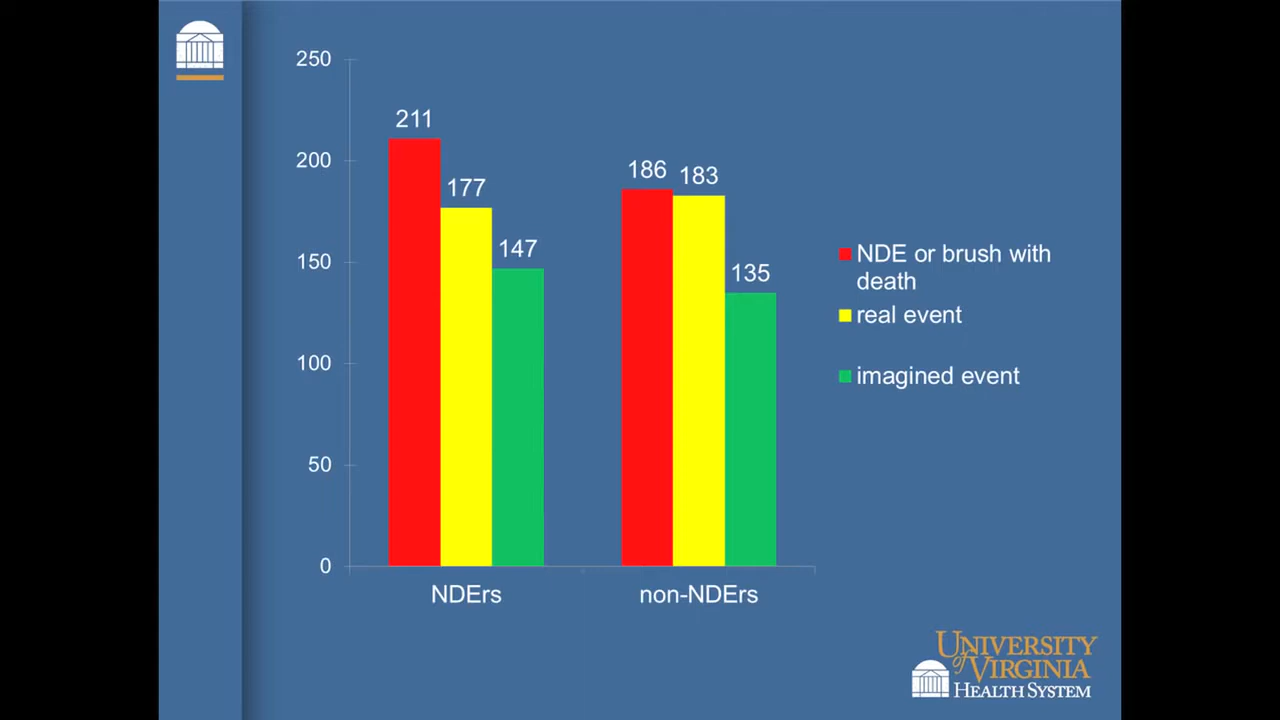 250
200
150
100
50
0
211
177
147
186
183
135
NDErs
non-NDErs
NDE or brush with
death
real event
imagined event
UNIVERSITY
of VIRGINIA
HEALTH SYSTEM